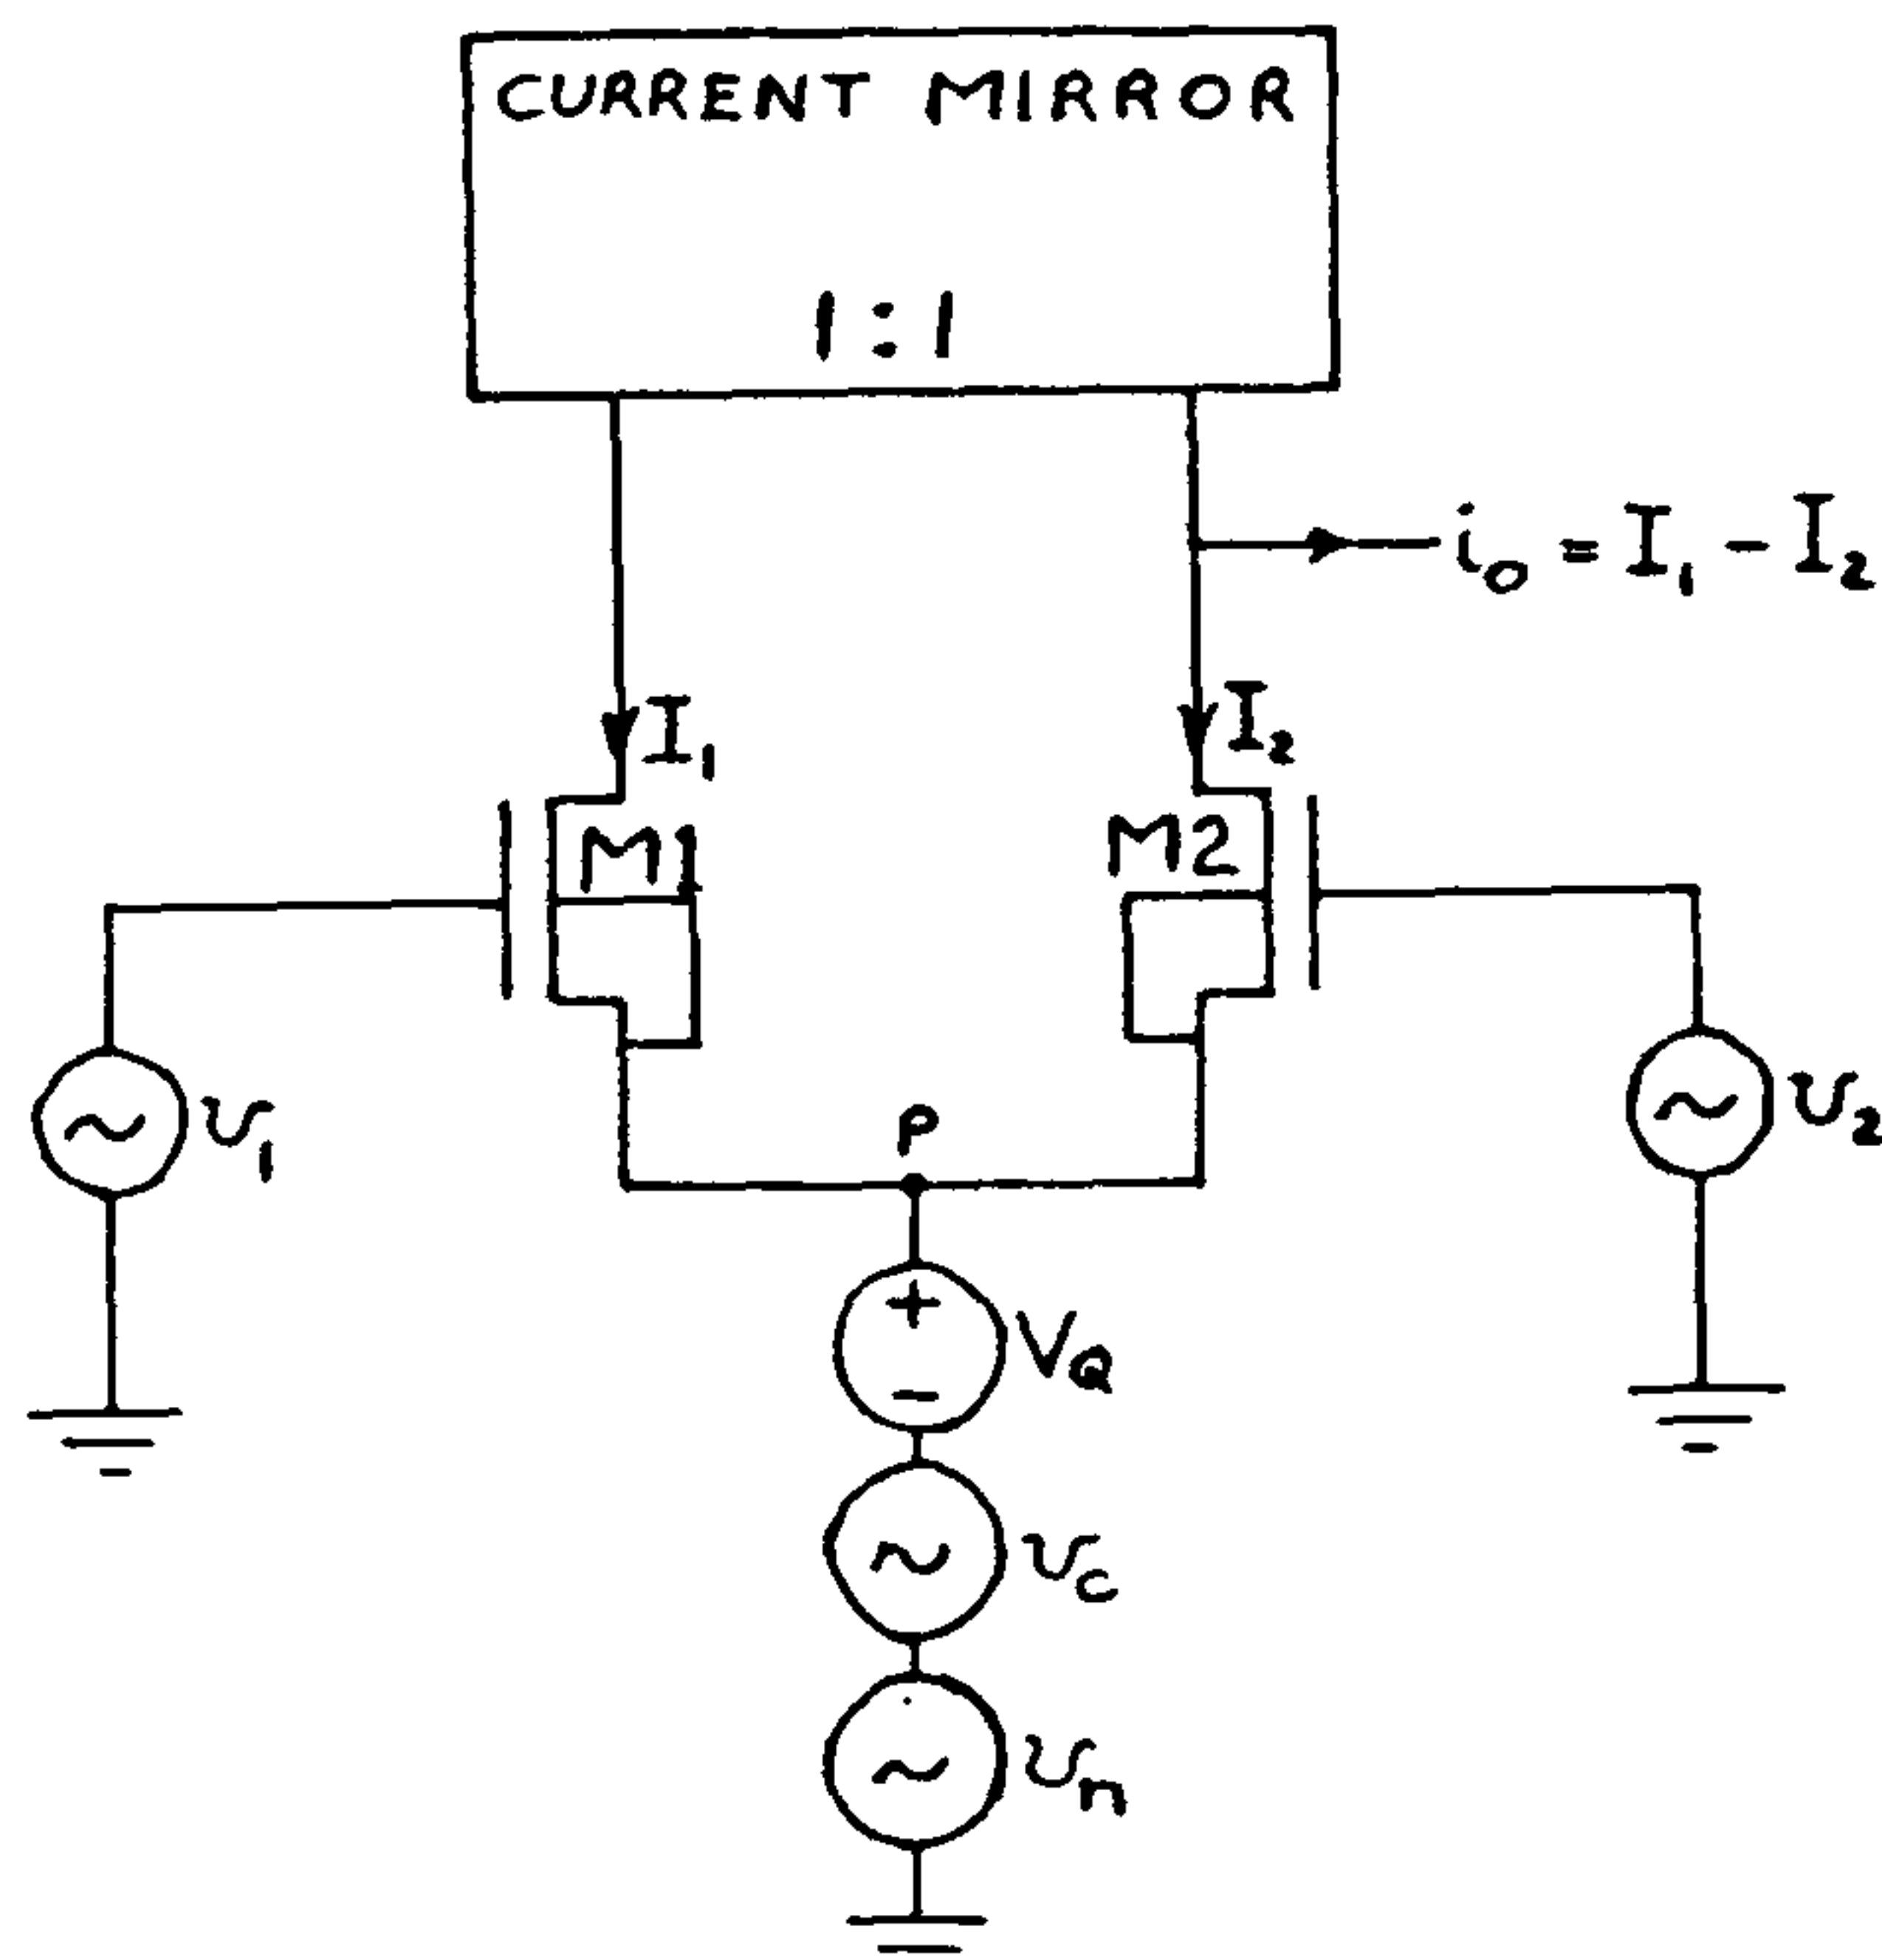 CURRENT MIRROR
1:1
i₀ = I₁ - I₂
I₁
I₂
M1
M2
v₁
v₂
P
+
-
V_Q
v_c
v_n